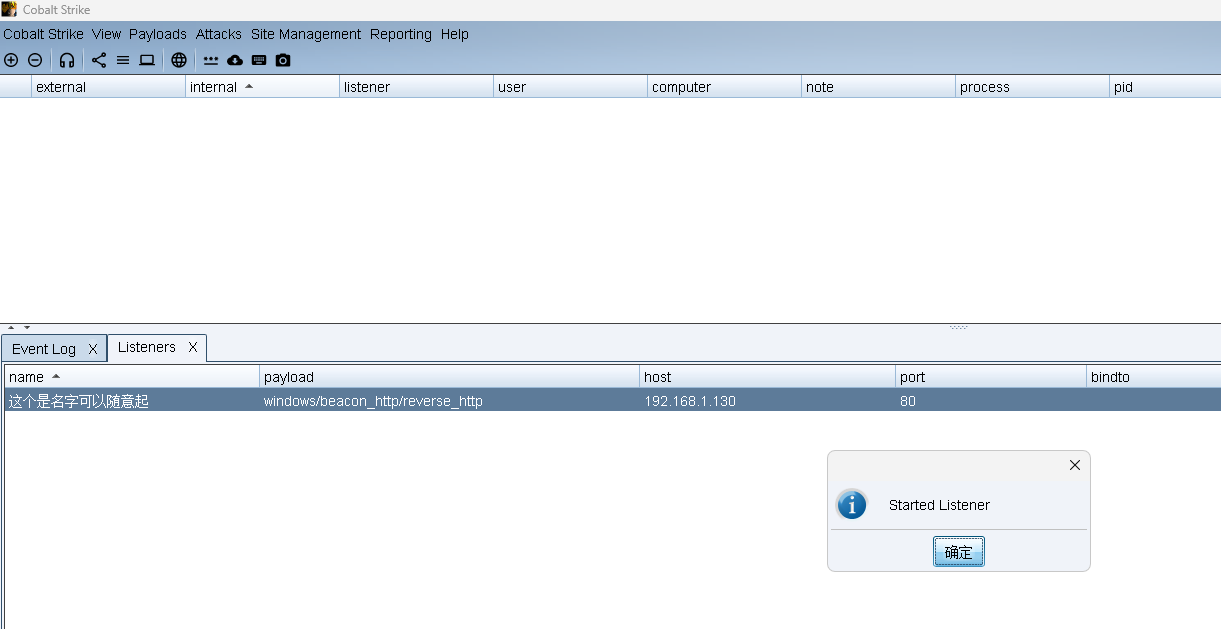 Cobalt Strike
Cobalt Strike View Payloads Attacks Site Management Reporting Help
external internal listener user computer note process pid
Event Log X Listeners X
name payload host port bindto
这个是名字可以随意起 windows/beacon_http/reverse_http 192.168.1.130 80
Started Listener
确定